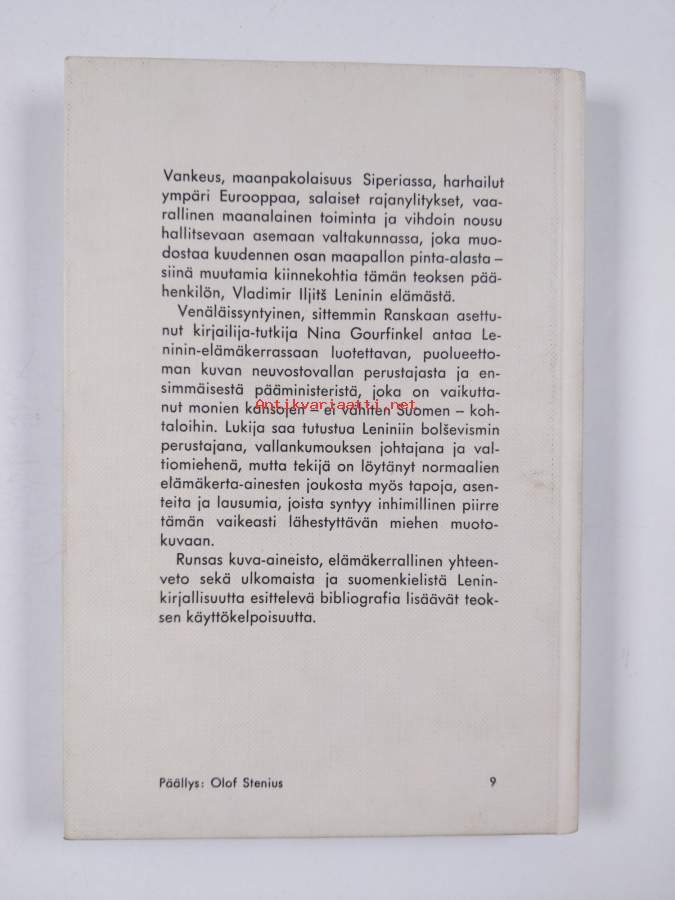 Vankeus, maanpakolaisuus Siperiassa, harhailut
ympäri Eurooppaa, salaiset rajanylitykset, vaa-
rallinen maanalainen toiminta ja vihdoin nousu
hallitsevaan asemaan valtakunnassa, joka muo-
dostaa kuudennen osan maapallon pinta-alasta –
siinä muutamia kiinnekohtia tämän teoksen pää-
henkilön, Vladimir Iljitš Leninin elämästä.
Venäläissyntyinen, sittemmin Ranskaan asettu-
nut kirjailija-tutkija Nina Gourfinkel antaa Le-
ninin-elämäkerrassaan luotettavan, puolueetto-
man kuvan neuvostovallan perustajasta ja en-
simmäisestä pääministeristä, joka on vaikutta-
Antikvariaatti.net
nut monien kansojen – ei vähiten Suomen – koh-
taloihin. Lukija saa tutustua Leniniin bolševismin
perustajana, vallankumouksen johtajana ja val-
tiomiehenä, mutta tekijä on löytänyt normaalien
elämäkerta-ainesten joukosta myös tapoja, asen-
teita ja lausumia, joista syntyy inhimillinen piirre
tämän vaikeasti lähestyttävän miehen muoto-
kuvaan.
Runsas kuva-aineisto, elämäkerrallinen yhteen-
veto sekä ulkomaista ja suomenkielistä Lenin-
kirjallisuutta esittelevä bibliografia lisäävät teok-
sen käyttökelpoisuutta.
Päällys: Olof Stenius 9